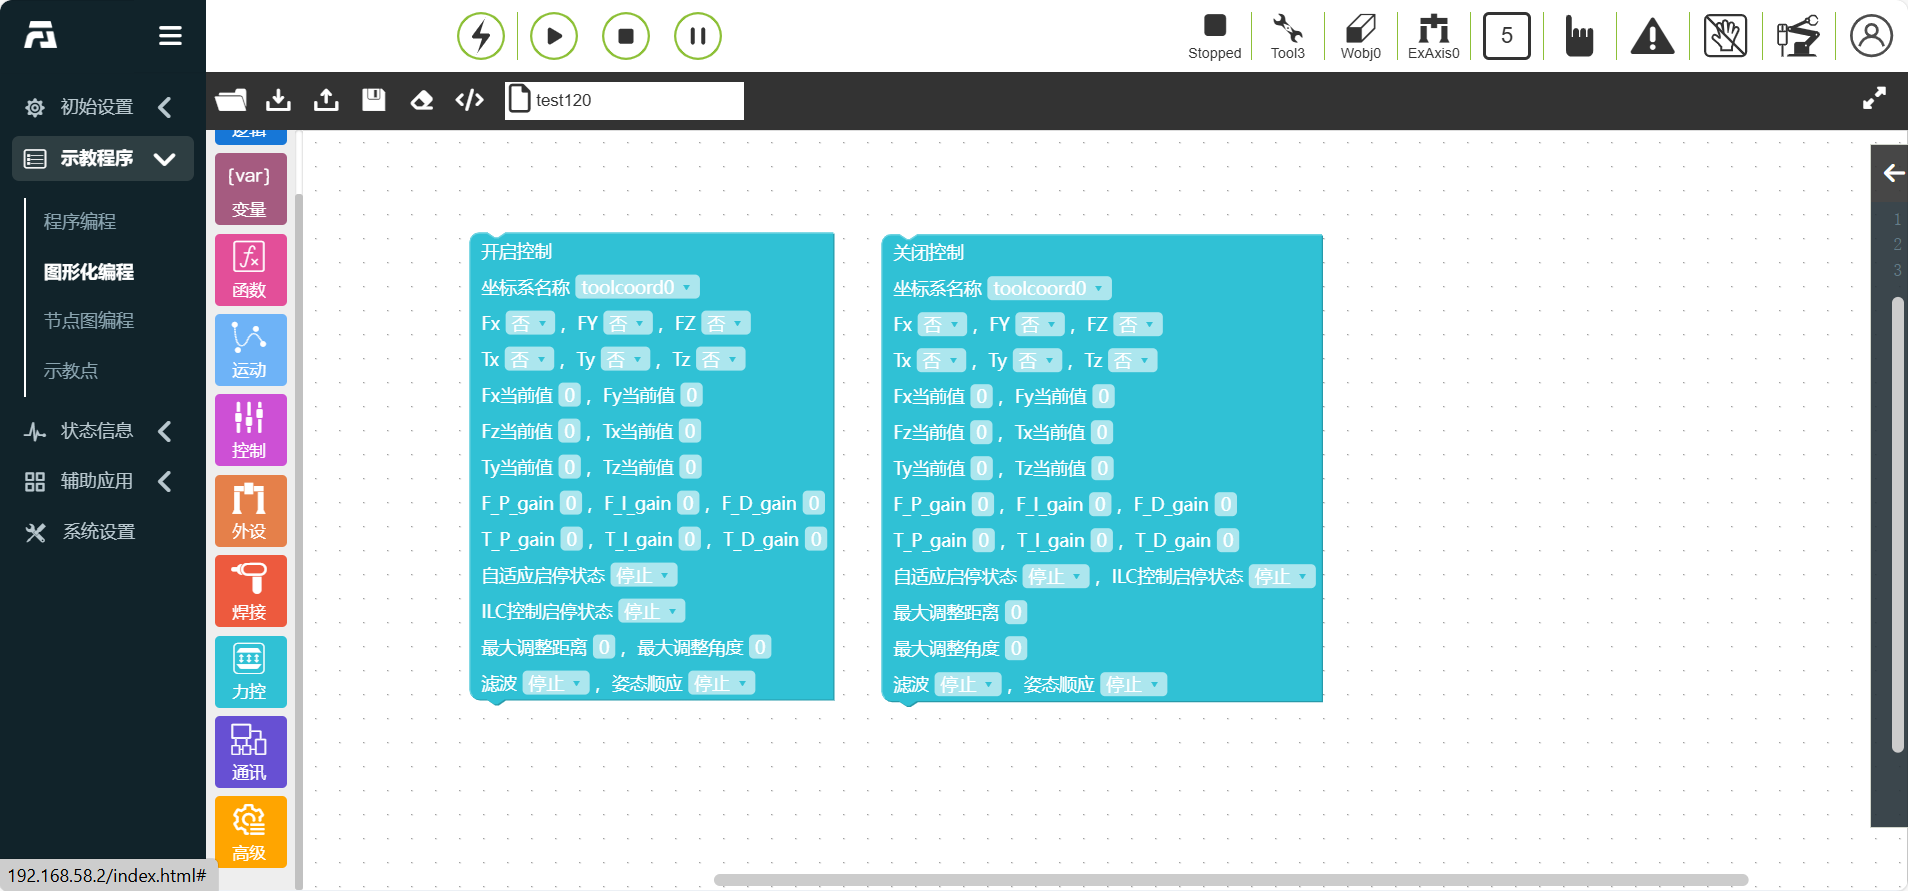 Stopped
Tool3
Wobj0
ExAxis0
5
test120
初始设置
示教程序
程序编程
图形化编程
节点图编程
示教点
状态信息
辅助应用
系统设置
逻辑
{var}
变量
函数
运动
控制
外设
焊接
力控
通讯
高级
开启控制
坐标系名称 toolcoord0
Fx 否 , FY 否 , FZ 否
Tx 否 , Ty 否 , Tz 否
Fx当前值 0 , Fy当前值 0
Fz当前值 0 , Tx当前值 0
Ty当前值 0 , Tz当前值 0
F_P_gain 0 , F_I_gain 0 , F_D_gain 0
T_P_gain 0 , T_I_gain 0 , T_D_gain 0
自适应启停状态 停止
ILC控制启停状态 停止
最大调整距离 0 , 最大调整角度 0
滤波 停止 , 姿态顺应 停止
关闭控制
坐标系名称 toolcoord0
Fx 否 , FY 否 , FZ 否
Tx 否 , Ty 否 , Tz 否
Fx当前值 0 , Fy当前值 0
Fz当前值 0 , Tx当前值 0
Ty当前值 0 , Tz当前值 0
F_P_gain 0 , F_I_gain 0 , F_D_gain 0
T_P_gain 0 , T_I_gain 0 , T_D_gain 0
自适应启停状态 停止 , ILC控制启停状态 停止
最大调整距离 0
最大调整角度 0
滤波 停止 , 姿态顺应 停止
1
2
3
192.168.58.2/index.html#